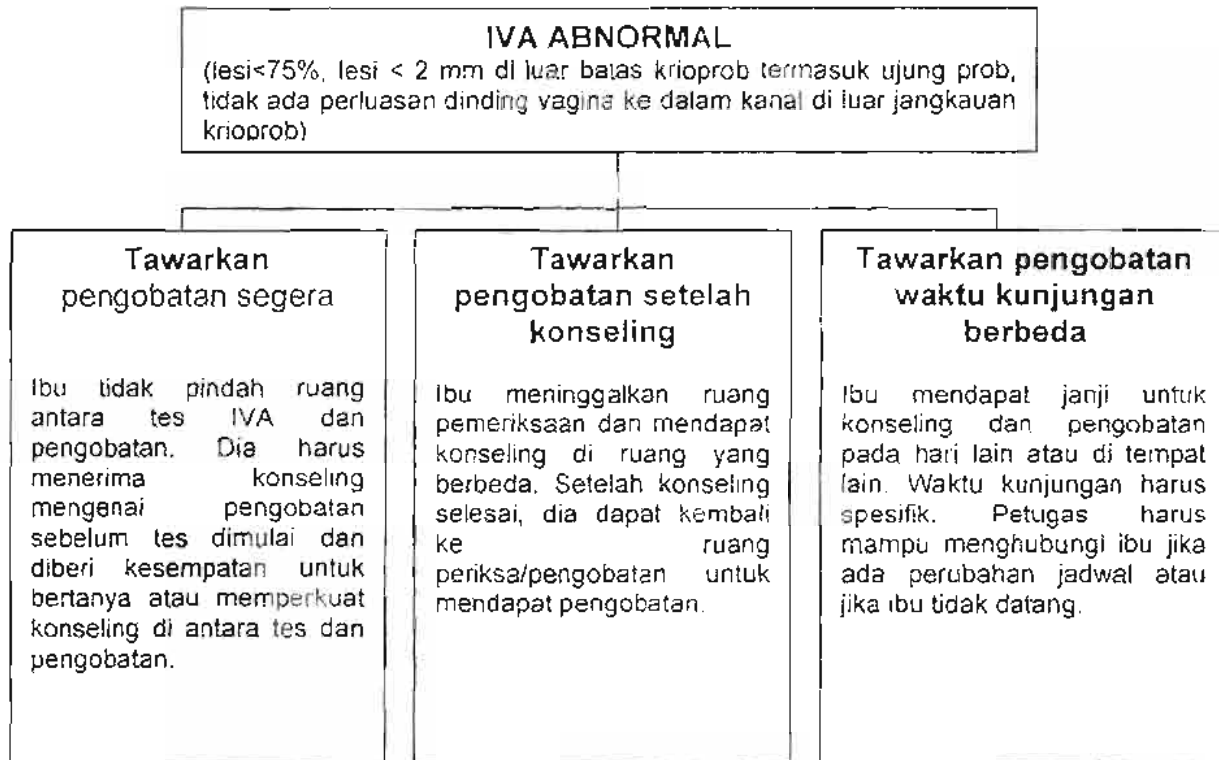 IVA ABNORMAL
(lesi<75%, lesi < 2 mm di luar batas krioprob termasuk ujung prob,
tidak ada perluasan dinding vagina ke dalam kanal di luar jangkauan
krioprob)
Tawarkan
pengobatan segera
Ibu tidak pindah ruang
antara tes IVA dan
pengobatan. Dia harus
menerima konseling
mengenai pengobatan
sebelum tes dimulai dan
diberi kesempatan untuk
bertanya atau memperkuat
konseling di antara tes dan
pengobatan.
Tawarkan
pengobatan setelah
konseling
Ibu meninggalkan ruang
pemeriksaan dan mendapat
konseling di ruang yang
berbeda. Setelah konseling
selesai, dia dapat kembali
ke ruang
periksa/pengobatan untuk
mendapat pengobatan.
Tawarkan pengobatan
waktu kunjungan
berbeda
Ibu mendapat janji untuk
konseling dan pengobatan
pada hari lain atau di tempat
lain. Waktu kunjungan harus
spesifik. Petugas harus
mampu menghubungi ibu jika
ada perubahan jadwal atau
jika ibu tidak datang.